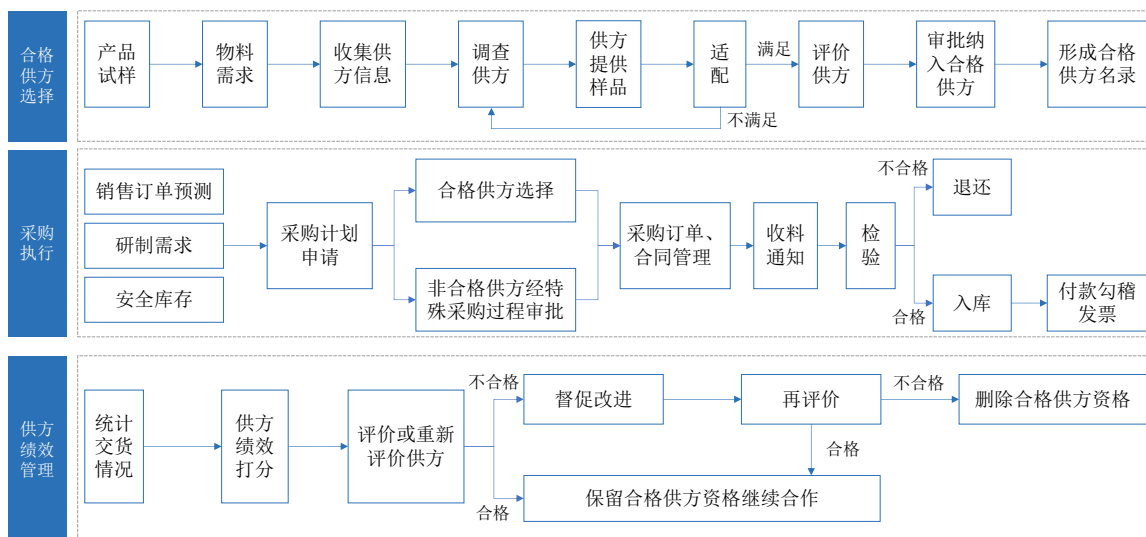 合格
供方
选择
产品
试样
物料
需求
收集供
方信息
调查
供方
供方
提供
样品
适
配
满足
不满足
评价
供方
审批纳
入合格
供方
形成合格
供方名录
采购
执行
销售订单预测
研制需求
安全库存
采购计划
申请
合格供方选择
非合格供方经特
殊采购过程审批
采购订单、
合同管理
收料
通知
检
验
不合格
退还
合格
入库
付款勾稽
发票
供方
绩效
管理
统计
交货
情况
供方
绩效
打分
评价或重新
评价供方
不合格
督促改进
再评价
不合格
删除合格供方资格
合格
合格
保留合格供方资格继续合作